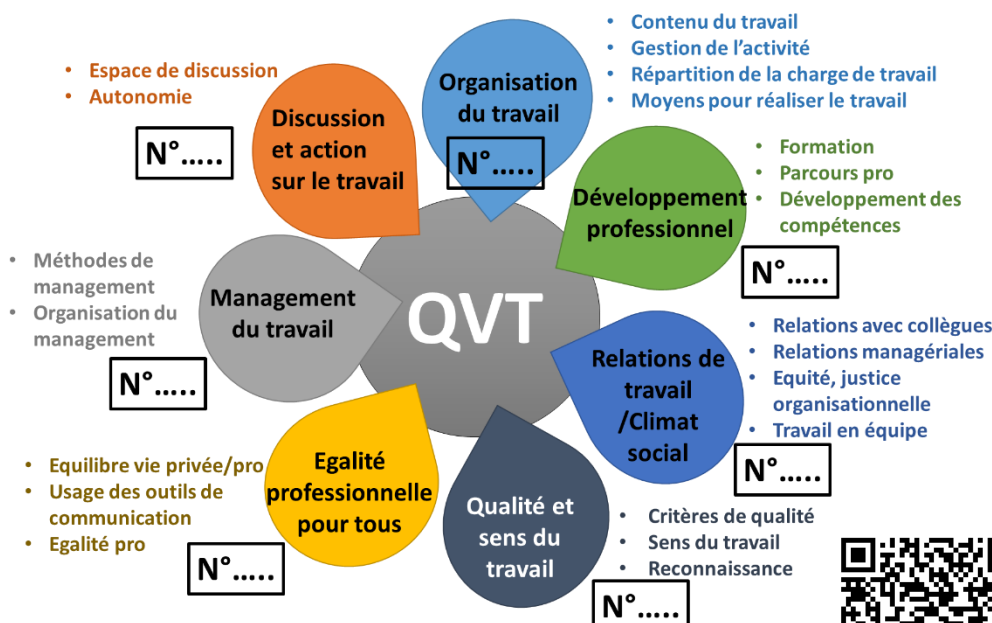 • Contenu du travail
• Gestion de l'activité
• Répartition de la charge de travail
• Moyens pour réaliser le travail
Organisation
du travail
N°.....
• Espace de discussion
• Autonomie
Discussion
et action
sur le travail
N°.....
• Formation
• Parcours pro
• Développement des
compétences
Développement
professionnel
N°.....
• Méthodes de
management
• Organisation du
management
Management
du travail
N°.....
QVT
• Relations avec collègues
• Relations managériales
• Equité, justice
organisationnelle
• Travail en équipe
Relations de
travail
/Climat
social
N°.....
• Equilibre vie privée/pro
• Usage des outils de
communication
• Egalité pro
Egalité
professionnelle
pour tous
N°.....
Qualité et
sens du
travail
• Critères de qualité
• Sens du travail
• Reconnaissance
N°.....